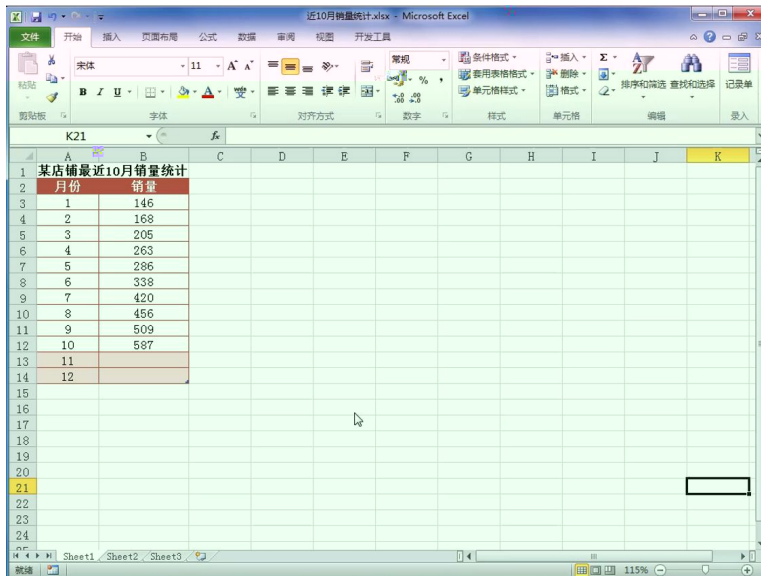 近10月销量统计.xlsx - Microsoft Excel
文件 开始 插入 页面布局 公式 数据 审阅 视图 开发工具
宋体 11 常规 条件格式 插入 Σ
粘贴 套用表格格式 删除 排序和筛选 查找和选择 记录单
B I U A 变 % , 单元格样式 格式
剪贴板 字体 对齐方式 数字 样式 单元格 编辑 录入
K21 fx
A B C D E F G H I J K
1 某店铺最近10月销量统计
2 月份 销量
3 1 146
4 2 168
5 3 205
6 4 263
7 5 286
8 6 338
9 7 420
10 8 456
11 9 509
12 10 587
13 11
14 12
15
16
17
18
19
20
21
22
23
24
25
Sheet1 Sheet2 Sheet3
就绪 115%